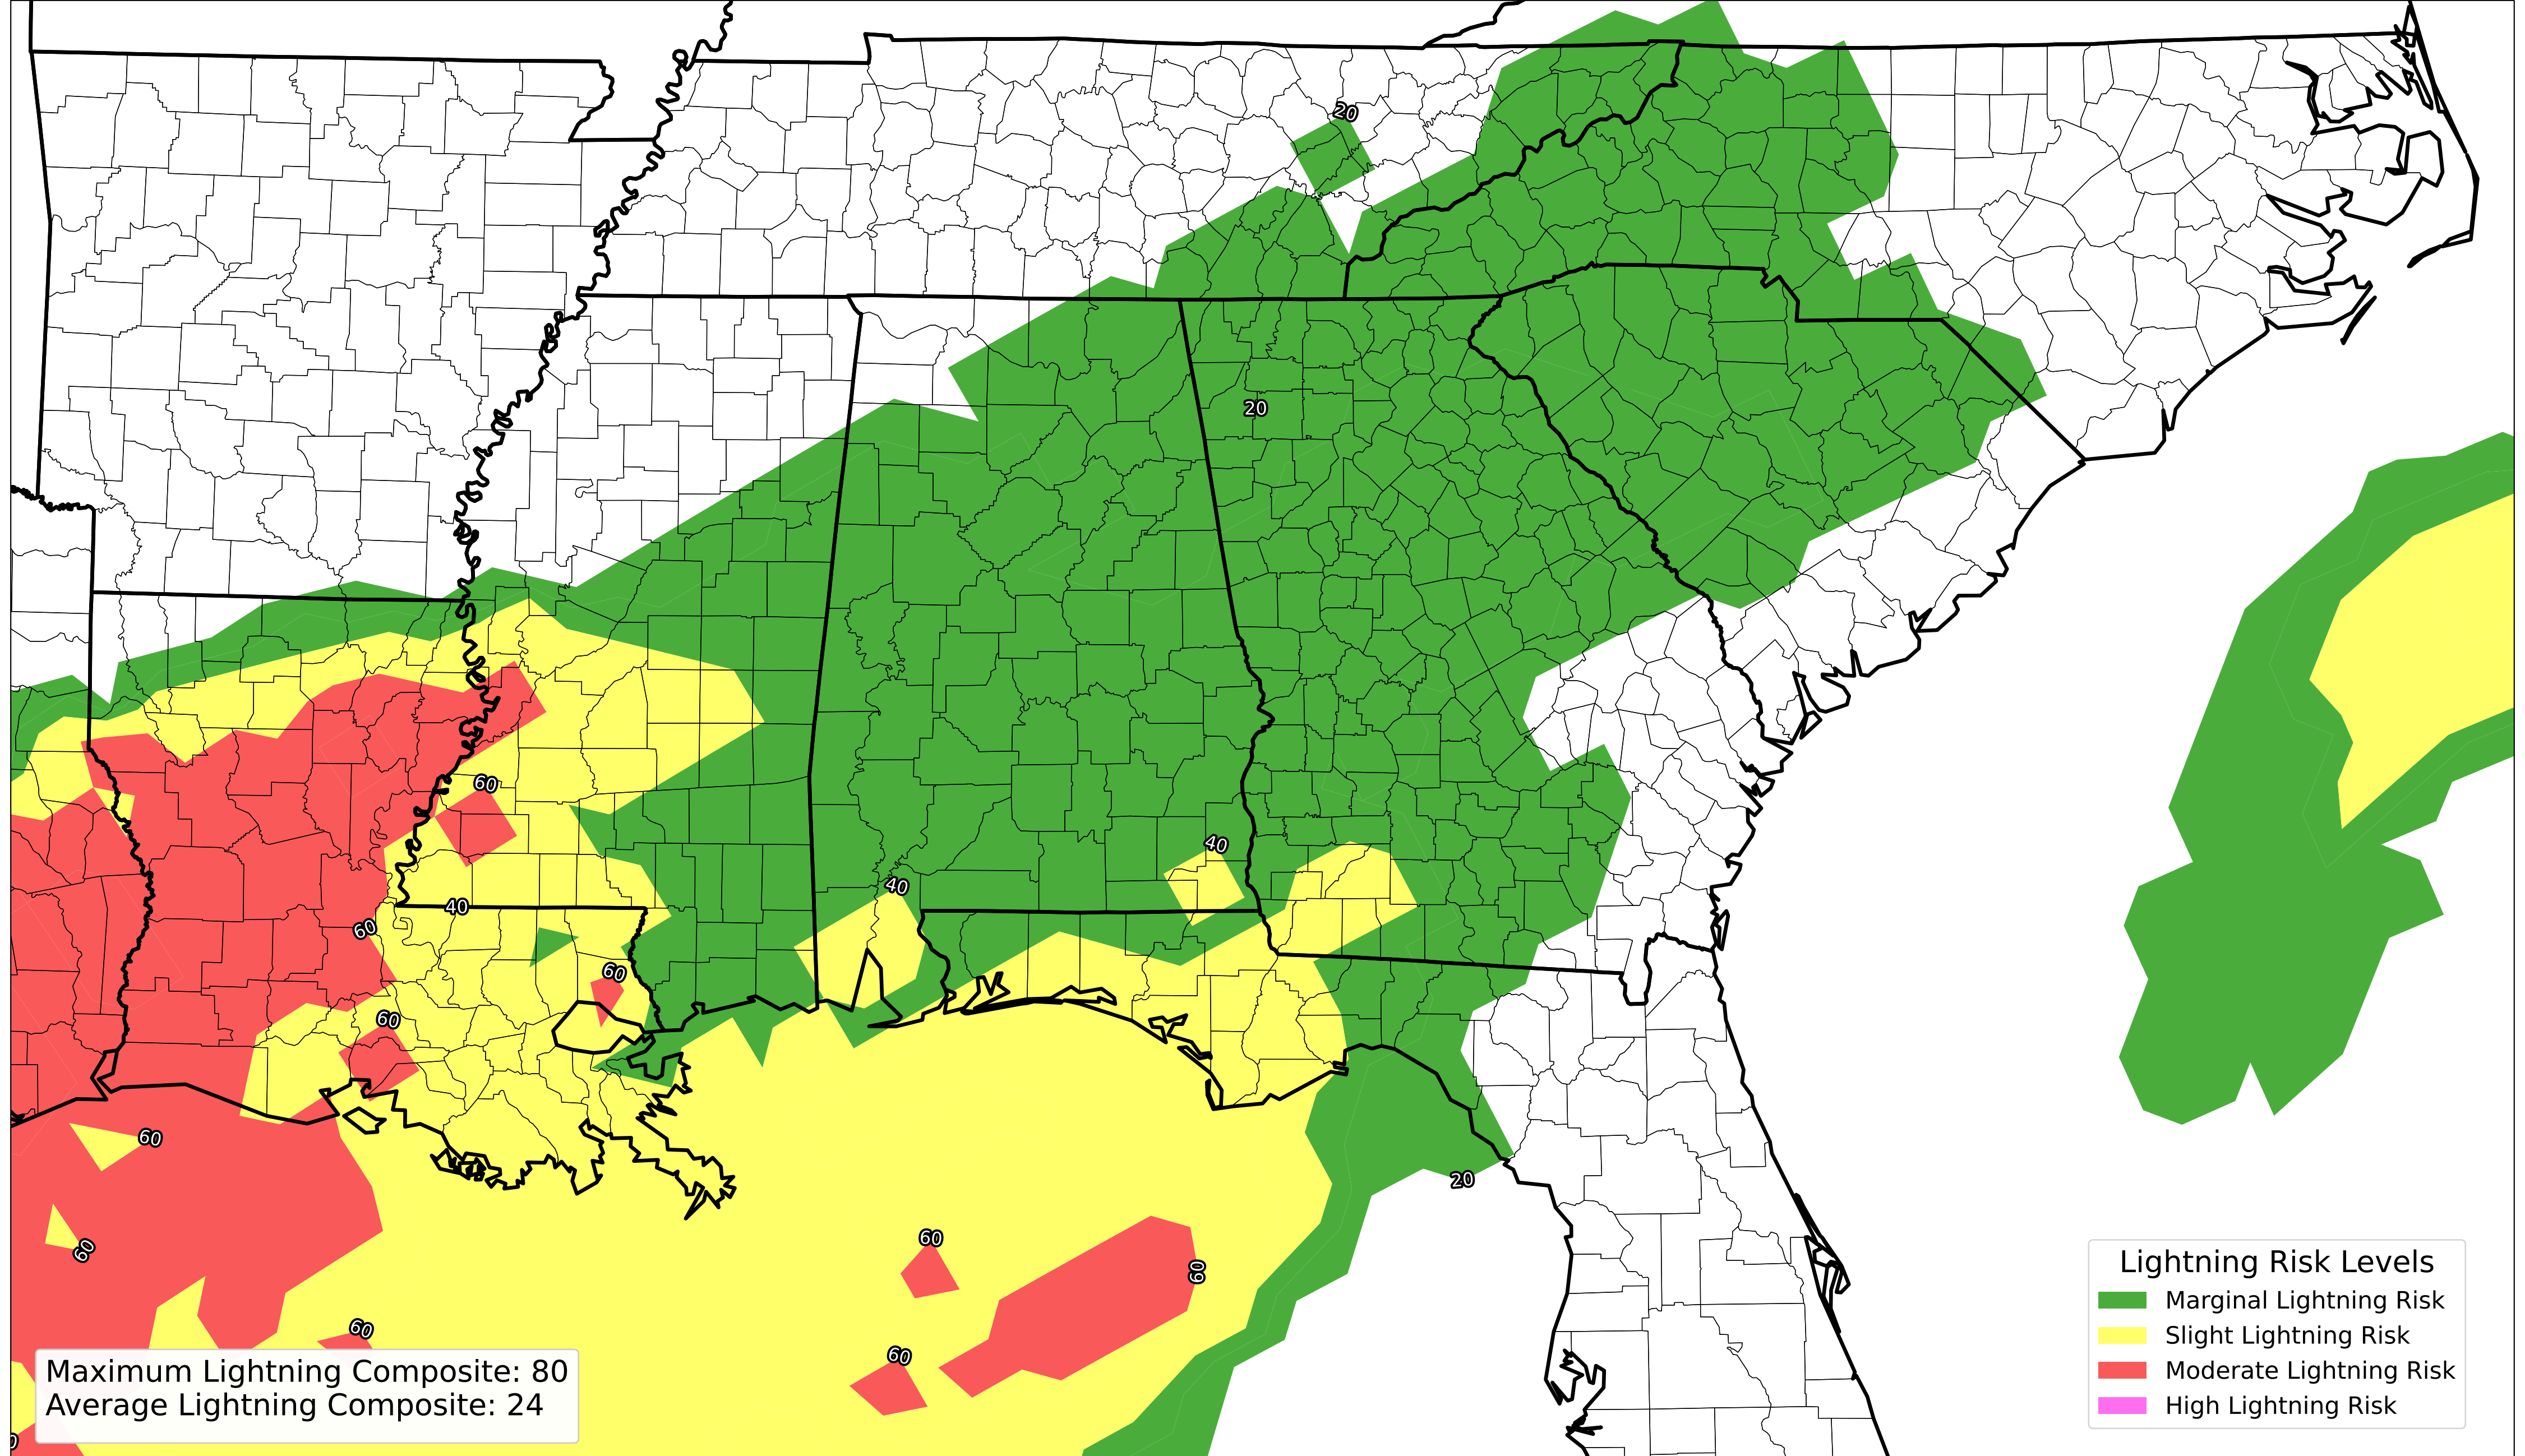 20
20
60
40
40
40
60
60
60
60
60
20
60
60
60
60
Lightning Risk Levels
Marginal Lightning Risk
Slight Lightning Risk
Moderate Lightning Risk
High Lightning Risk
Maximum Lightning Composite: 80
Average Lightning Composite: 24